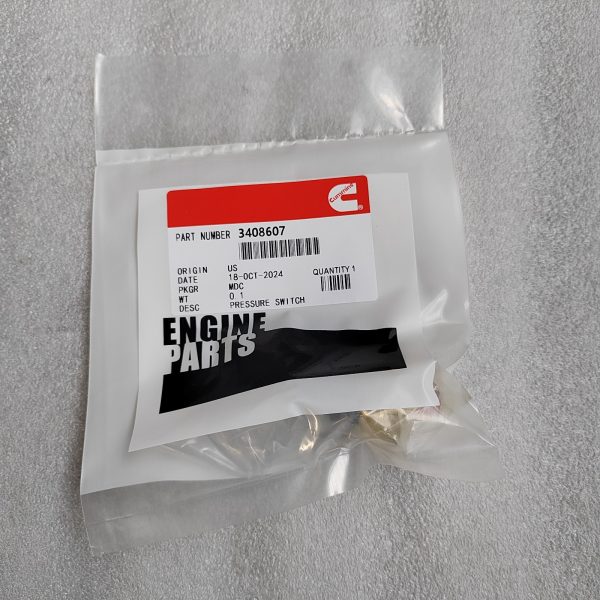 Cummins
PART NUMBER 3408607
ORIGIN US
DATE 18-OCT-2024 QUANTITY 1
PKGR MDC
WT 0.1
DESC PRESSURE SWITCH
ENGINE
PARTS